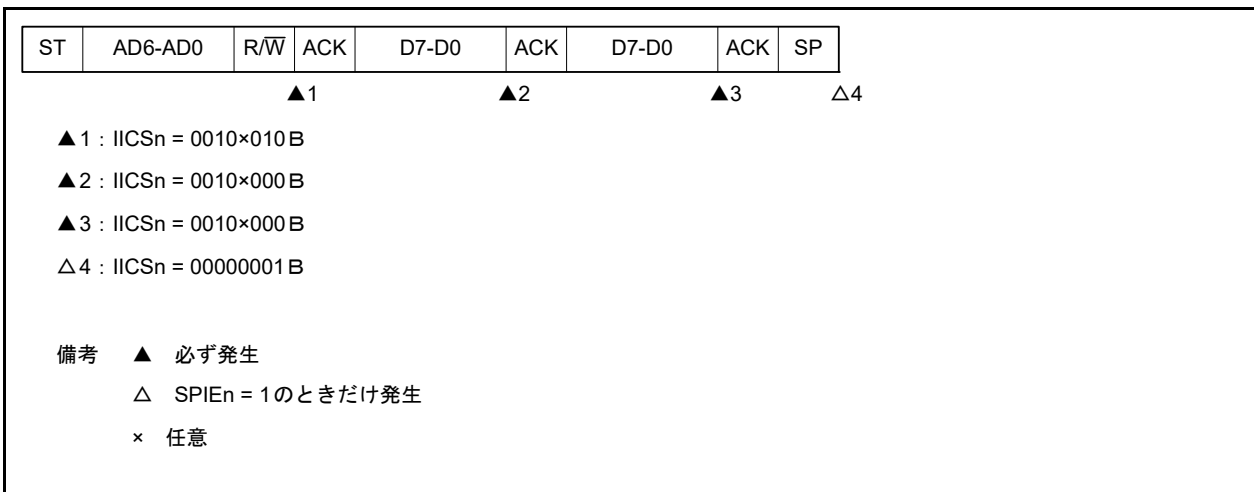 ST AD6-AD0 R/W̅ ACK D7-D0 ACK D7-D0 ACK SP
▲1 ▲2 ▲3 △4
▲1：IICSn = 0010×010B
▲2：IICSn = 0010×000B
▲3：IICSn = 0010×000B
△4：IICSn = 00000001B
備考 ▲ 必ず発生
△ SPIEn = 1のときだけ発生
× 任意